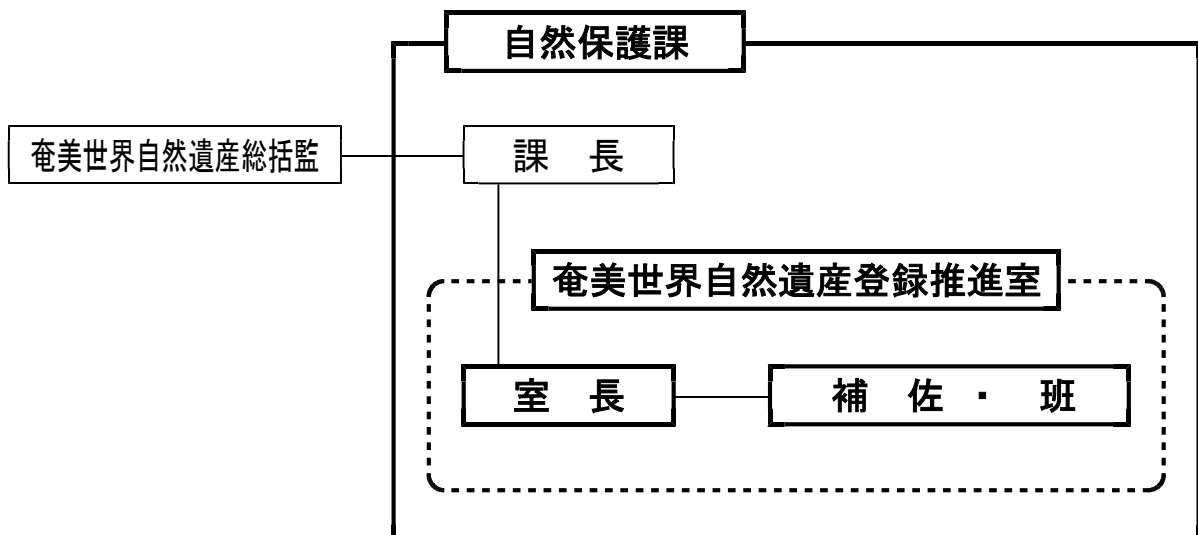 自然保護課
奄美世界自然遺産総括監
課　長
奄美世界自然遺産登録推進室
室　長
補　佐　・　班